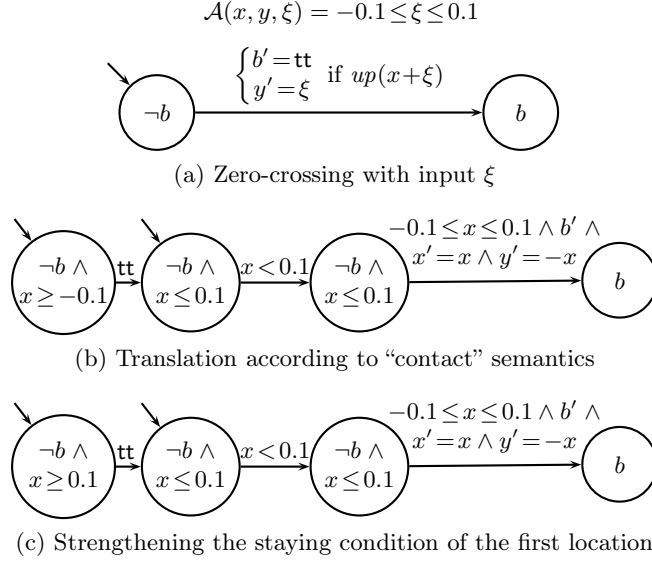 𝒜(x, y, ξ) = −0.1 ≤ ξ ≤ 0.1
{ b′ = tt
y′ = ξ if up(x+ξ)
¬b b
(a) Zero-crossing with input ξ
−0.1 ≤ x ≤ 0.1 ∧ b′ ∧
¬b ∧ tt ¬b ∧ x < 0.1 ¬b ∧ x′ = x ∧ y′ = −x
x ≥ −0.1 x ≤ 0.1 x ≤ 0.1 b
(b) Translation according to “contact” semantics
−0.1 ≤ x ≤ 0.1 ∧ b′ ∧
¬b ∧ tt ¬b ∧ x < 0.1 ¬b ∧ x′ = x ∧ y′ = −x
x ≥ 0.1 x ≤ 0.1 x ≤ 0.1 b
(c) Strengthening the staying condition of the first location